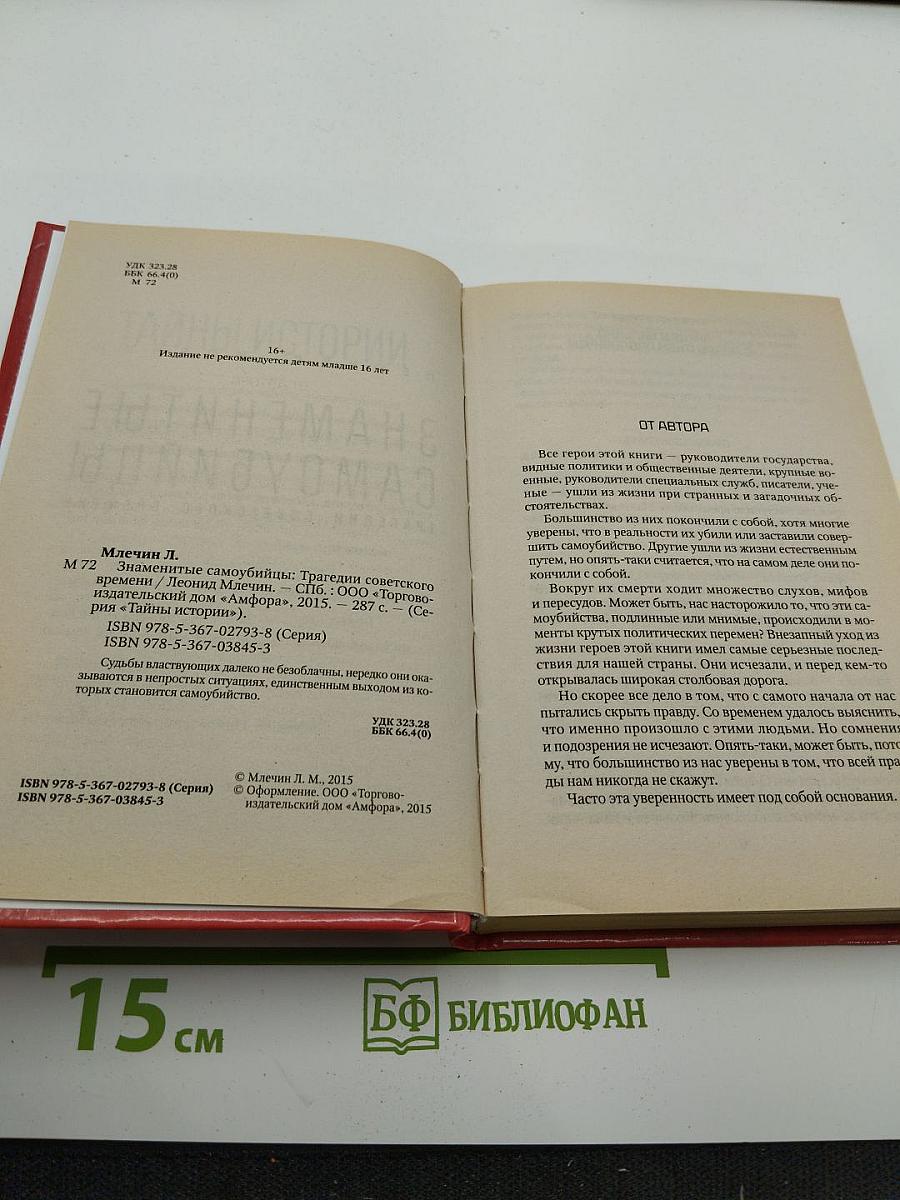 УДК 323.28
ББК 66.4(0)
М 72
16+
Издание не рекомендуется детям младше 16 лет
Млечин Л.
М 72 Знаменитые самоубийцы: Трагедии советского
времени / Леонид Млечин. — СПб. : ООО «Торгово-
издательский дом «Амфора», 2015. — 287 с. — (Се-
рия «Тайны истории»).
ISBN 978-5-367-02793-8 (Серия)
ISBN 978-5-367-03845-3
Судьбы властвующих далеко не безоблачны, нередко они ока-
зываются в непростых ситуациях, единственным выходом из ко-
торых становится самоубийство.
УДК 323.28
ББК 66.4(0)
ISBN 978-5-367-02793-8 (Серия)
ISBN 978-5-367-03845-3
© Млечин Л. М., 2015
© Оформление. ООО «Торгово-
издательский дом «Амфора», 2015
ОТ АВТОРА
Все герои этой книги — руководители государства,
видные политики и общественные деятели, крупные во-
енные, руководители специальных служб, писатели, уче-
ные — ушли из жизни при странных и загадочных об-
стоятельствах.
Большинство из них покончили с собой, хотя многие
уверены, что в реальности их убили или заставили совер-
шить самоубийство. Другие ушли из жизни естественным
путем, но опять-таки считается, что на самом деле они по-
кончили с собой.
Вокруг их смерти ходит множество слухов, мифов
и пересудов. Может быть, нас насторожило то, что эти са-
моубийства, подлинные или мнимые, происходили в мо-
менты крутых политических перемен? Внезапный уход из
жизни героев этой книги имел самые серьезные послед-
ствия для нашей страны. Они исчезали, и перед кем-то
открывалась широкая столбовая дорога.
Но скорее все дело в том, что с самого начала от нас
пытались скрыть правду. Со временем удалось выяснить,
что именно произошло с этими людьми. Но сомнения
и подозрения не исчезают. Опять-таки, может быть, пото
му, что большинство из нас уверены в том, что всей пра
ды нам никогда не скажут.
Часто эта уверенность имеет под собой основания.
15 см
БФ БИБЛИОФАН